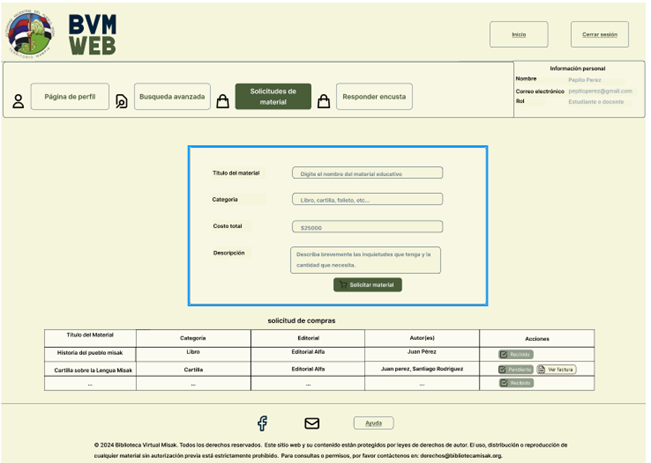 BVM
WEB
Inicio
Cerrar sesión
Página de perfil
Busqueda avanzada
Solicitudes de
material
Responder encusta
Información personal
Nombre Pepito Perez
Correo electrónico pepitoperez@gmail.com
Rol Estudiante o docente
Título del material Digite el nombre del material educativo
Categoría Libro, cartilla, folleto, etc...
Costo total $25000
Descripción Describa brevemente las inquietudes que tenga y la
cantidad que necesita.
Solicitar material
solicitud de compras
Título del Material Categoría Editorial Autor(es) Acciones
Historia del pueblo misak Libro Editorial Alfa Juan Pérez Recibido
Cartilla sobre la Lengua Misak Cartilla Editorial Alfa Juan perez, Santiago Rodriguez Pendiente Ver factura
... ... ... ... Recibido
Ayuda
© 2024 Biblioteca Virtual Misak. Todos los derechos reservados. Este sitio web y su contenido están protegidos por leyes de derechos de autor. El uso, distribución o reproducción de
cualquier material sin autorización previa está estrictamente prohibido. Para consultas o permisos, por favor contáctenos en: derechos@bibliotecamisak.org.